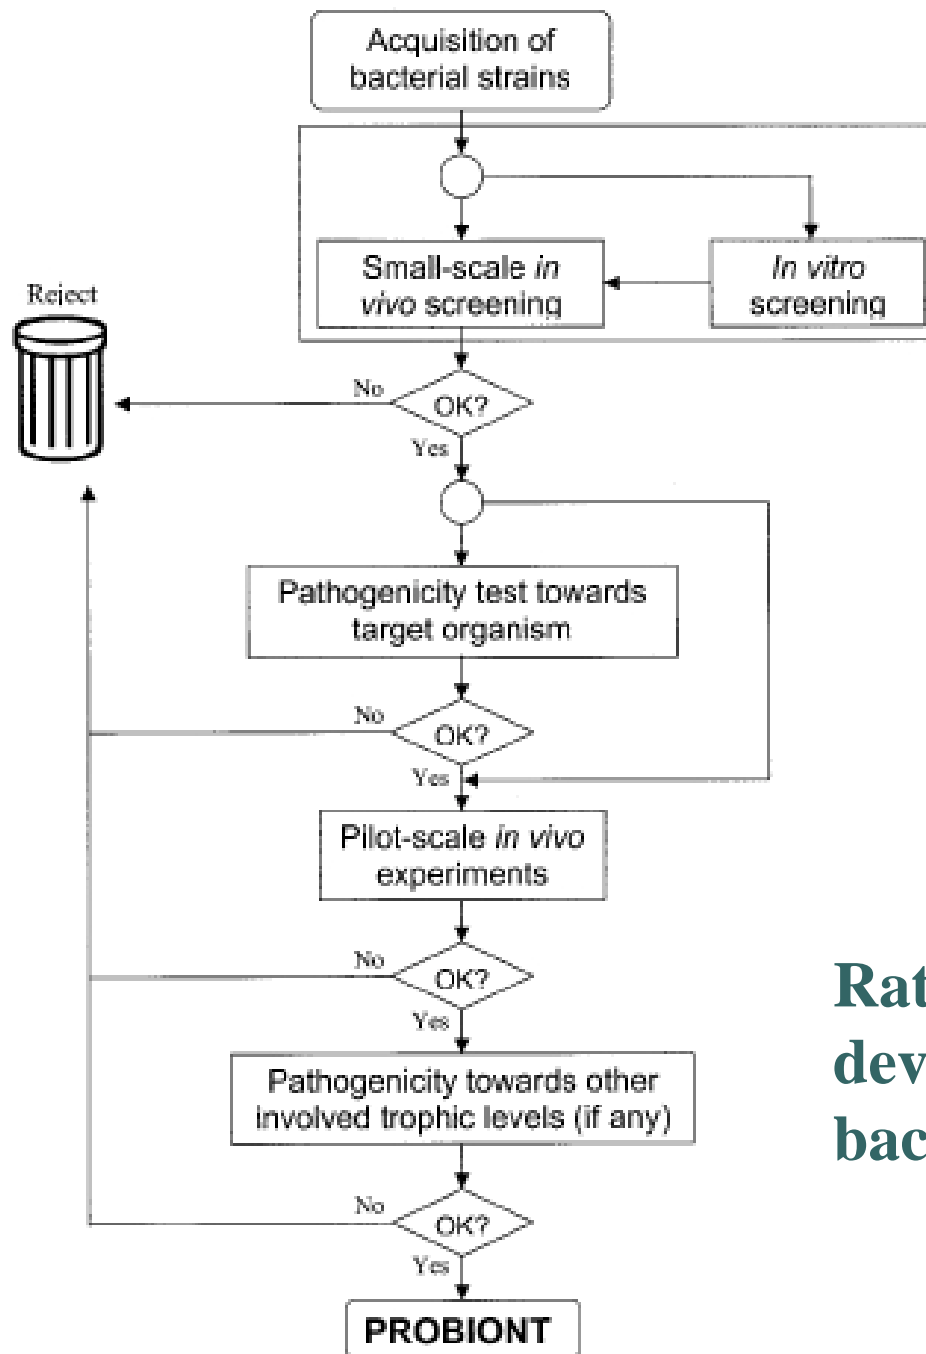 Acquisition of
bacterial strains
Small-scale in
vivo screening
In vitro
screening
Reject
No
OK?
Yes
Pathogenicity test towards
target organism
No
OK?
Yes
Pilot-scale in vivo
experiments
No
OK?
Yes
Pathogenicity towards other
involved trophic levels (if any)
No
OK?
Yes
PROBIONT
Rat
dev
bac